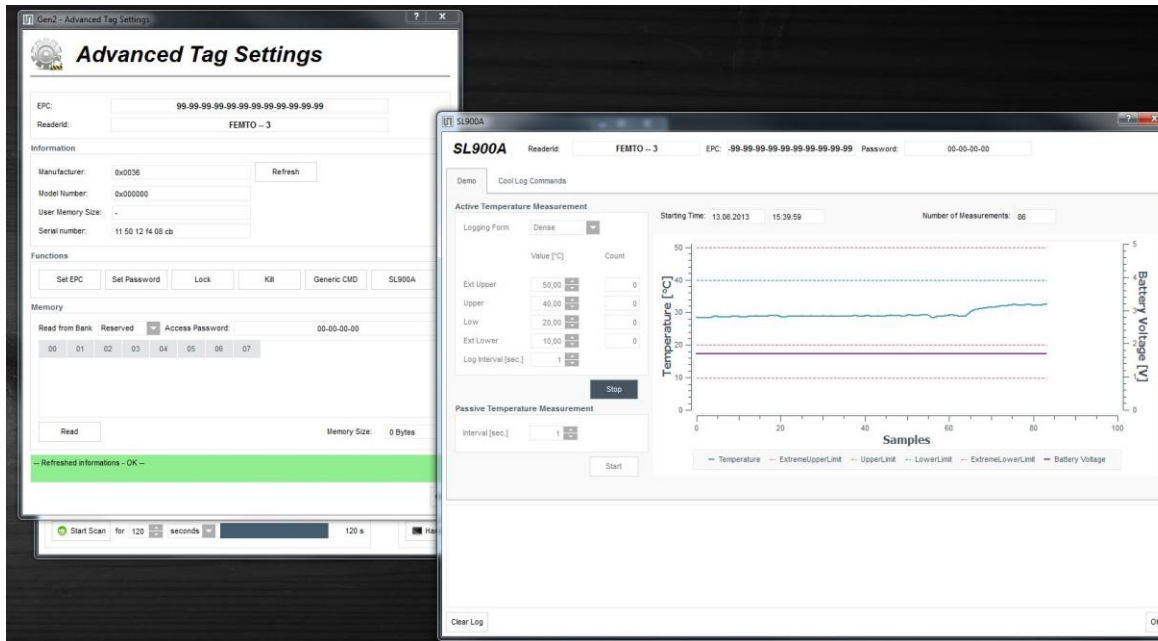 Gen2 - Advanced Tag Settings
Advanced Tag Settings
EPC: 99-99-99-99-99-99-99-99-99-99-99-99
ReaderId: FEMTO -- 3
Information
Manufacturer: 0x0036 Refresh
Model Number: 0x000000
User Memory Size: -
Serial number: 11 50 12 f4 08 cb
Functions
Set EPC Set Password Lock Kill Generic CMD SL900A
Memory
Read from Bank Reserved Access Password: 00-00-00-00
00 01 02 03 04 05 06 07
Read Memory Size: 0 Bytes
-- Refreshed informations - OK --
Start Scan for 120 seconds 120 s
SL900A
SL900A ReaderId: FEMTO -- 3 EPC: -99-99-99-99-99-99-99-99-99-99 Password: 00-00-00-00
Demo Cool Log Commands
Active Temperature Measurement
Logging Form Dense
Value [°C] Count
Ext Upper 50,00 0
Upper 40,00 0
Low 20,00 0
Ext Lower 10,00 0
Log Interval [sec.] 1
Stop
Passive Temperature Measurement
Interval [sec.] 1
Start
Starting Time: 13.06.2013 15:39:59 Number of Measurements: 86
Temperature [°C]
50
40
30
20
10
0
Battery Voltage [V]
5
4
3
2
1
0
0 20 40 60 80 100
Samples
Temperature ExtremeUpperLimit UpperLimit LowerLimit ExtremeLowerLimit Battery Voltage
Clear Log